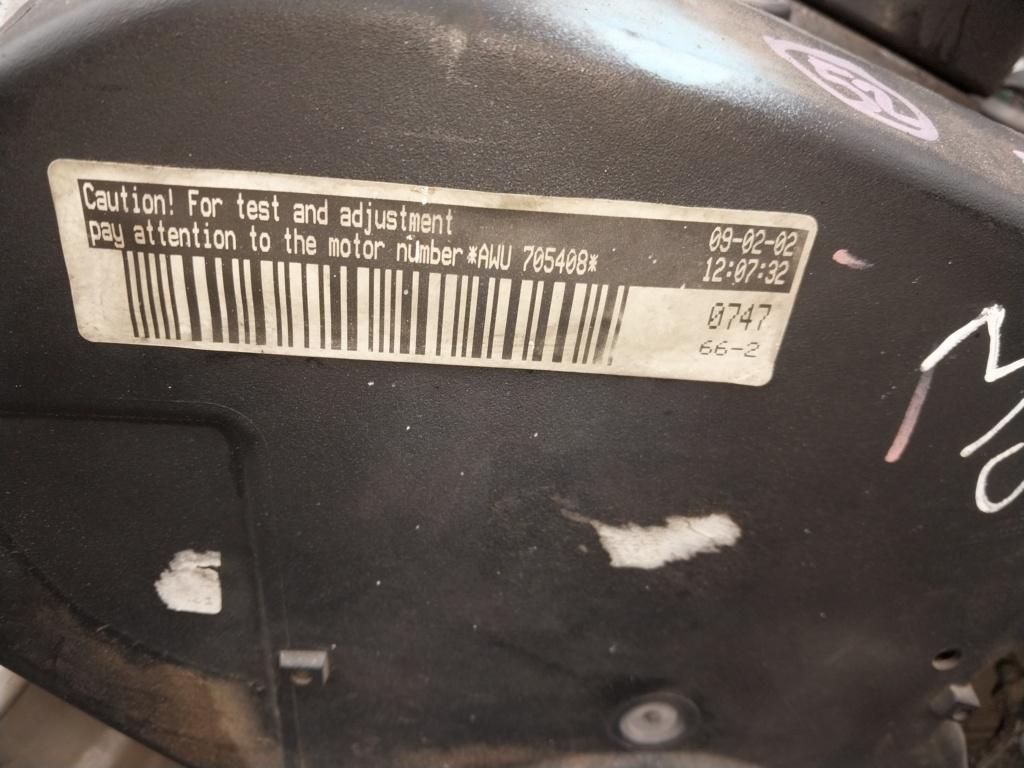 Caution! For test and adjustment
pay attention to the motor number*AWU 705408*
09-02-02
12:07:32
0747
66-2